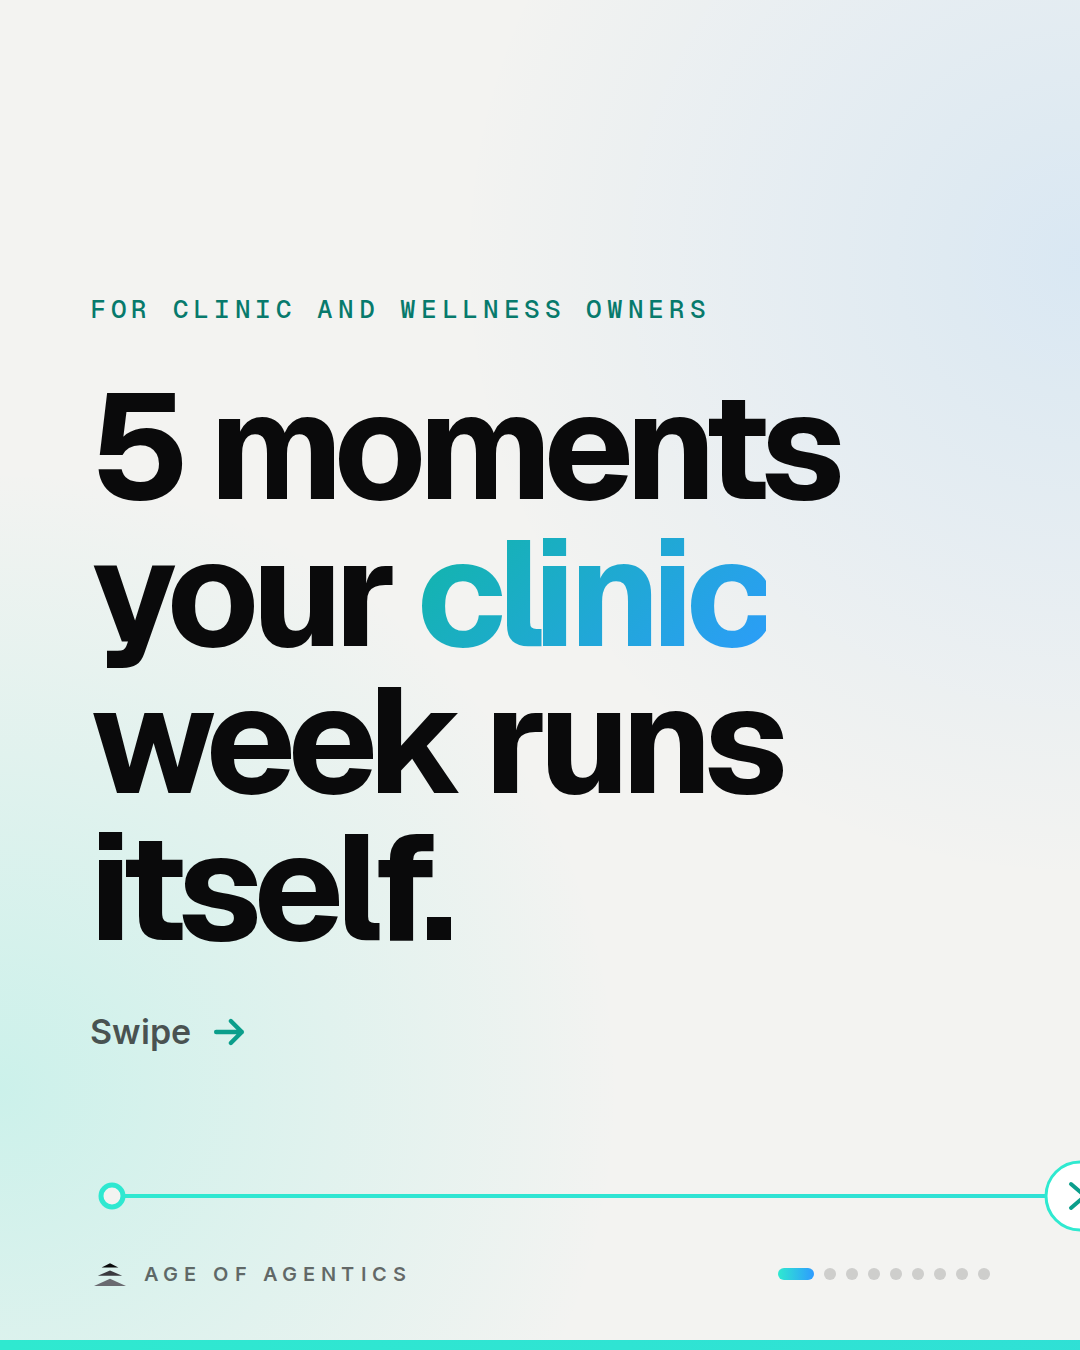 FOR CLINIC AND WELLNESS OWNERS
5 moments
your clinic
week runs
itself.
Swipe
AGE OF AGENTICS